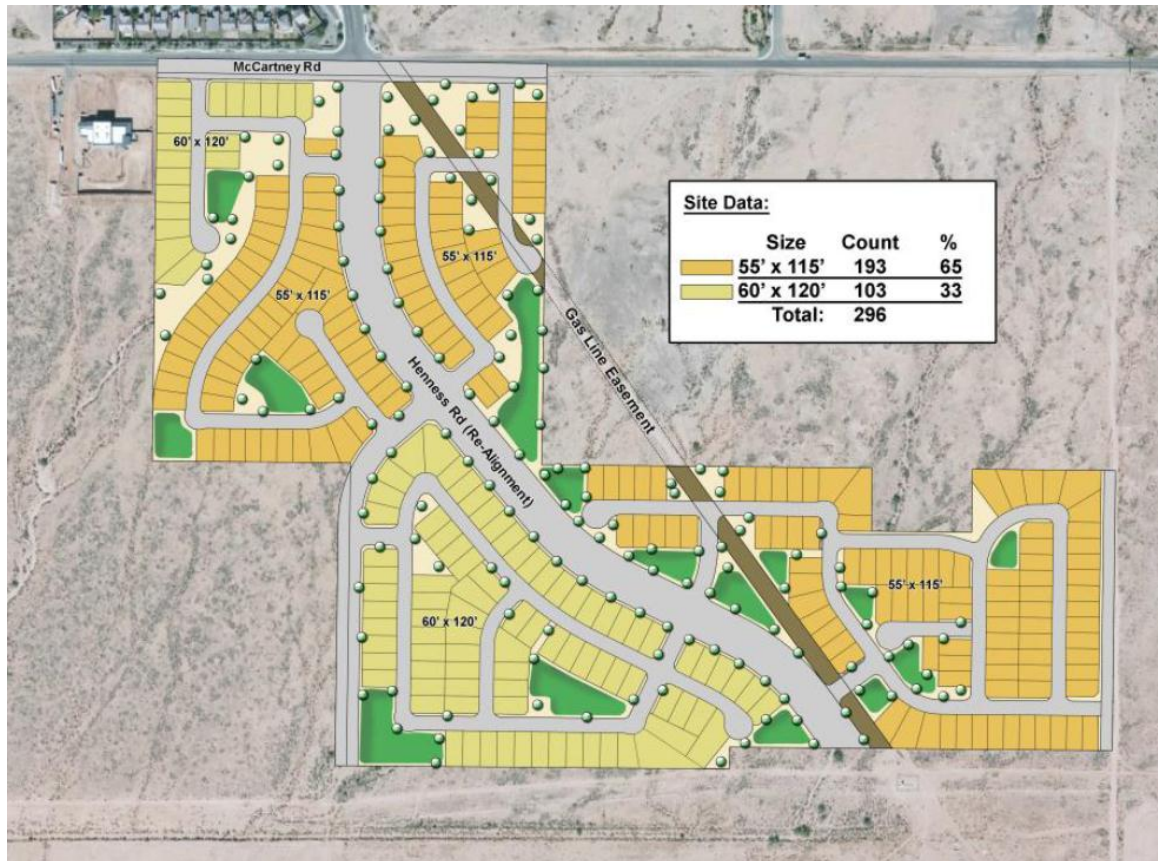 McCartney Rd
60' x 120'
55' x 115'
55' x 115'
Gas Line Easement
Henness Rd (Re-Alignment)
Site Data:
Size Count %
55' x 115' 193 65
60' x 120' 103 33
Total: 296
55' x 115'
60' x 120'